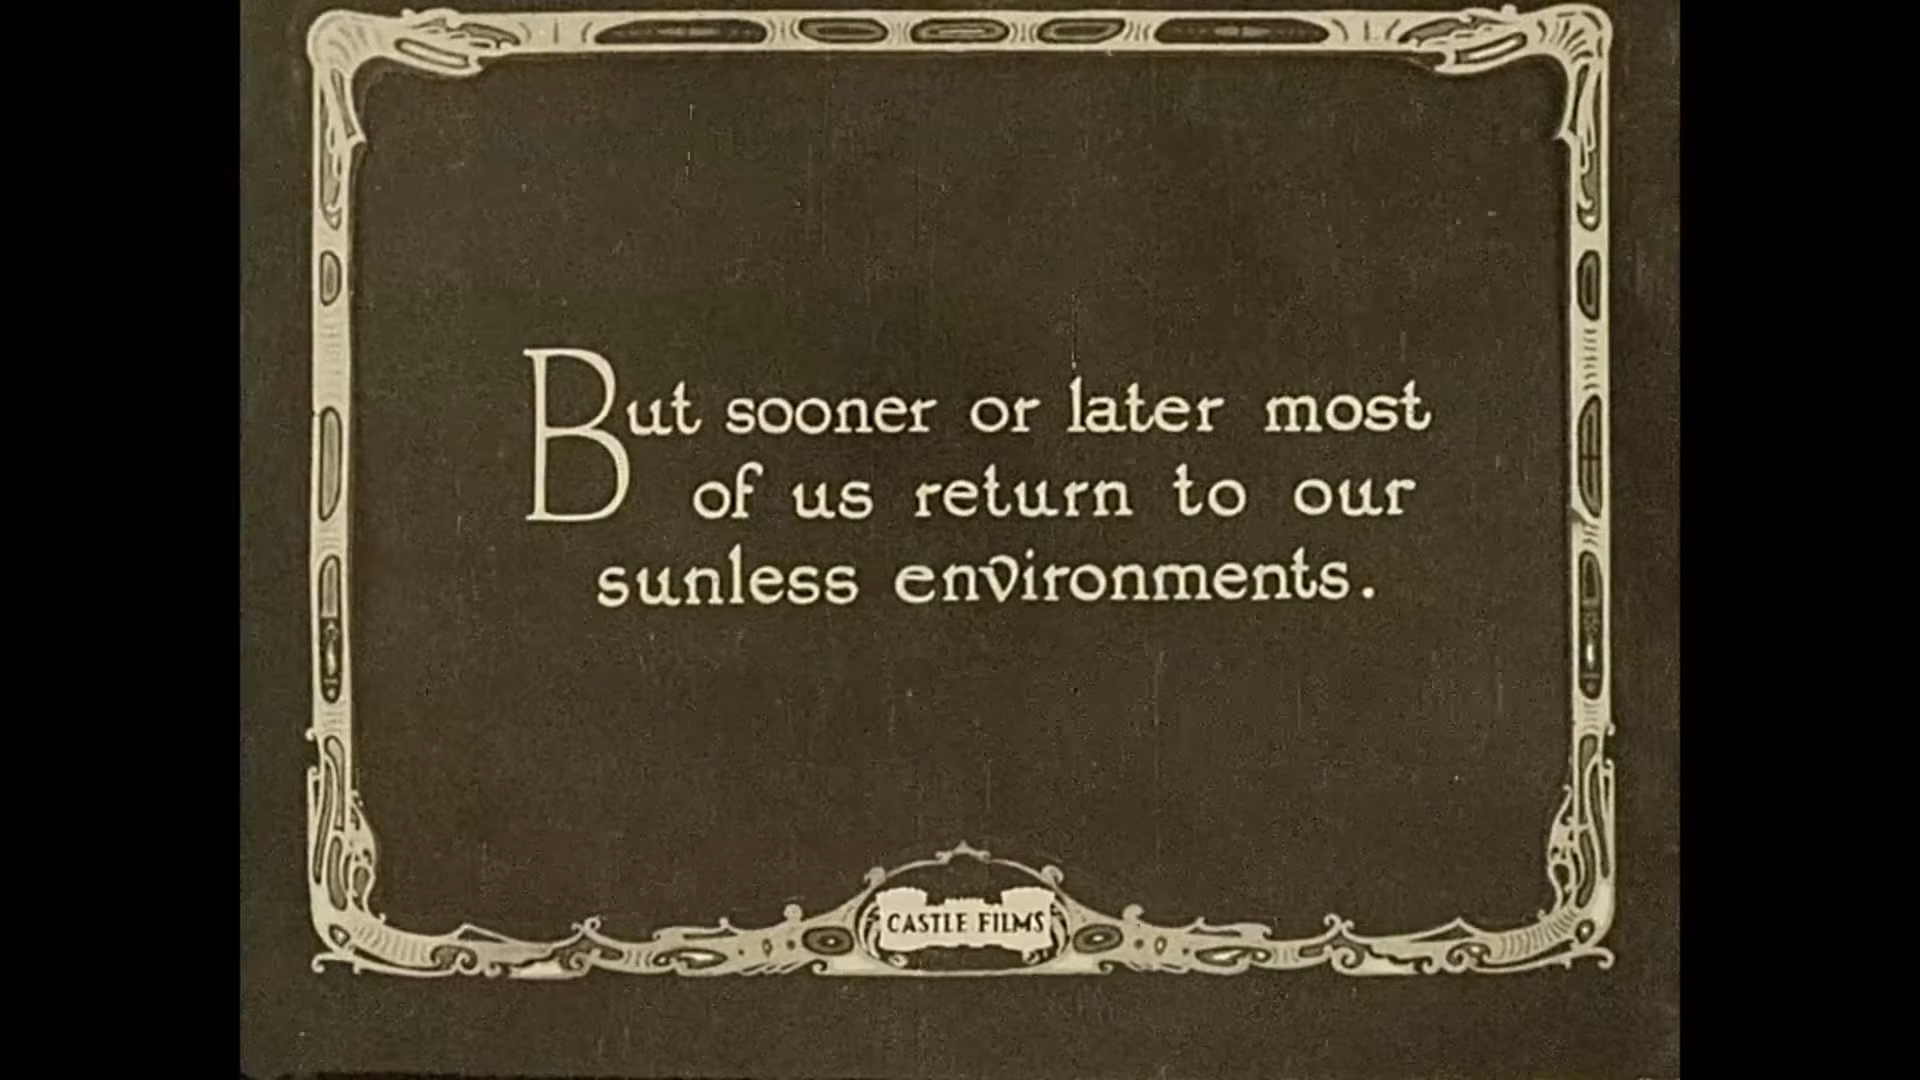 But sooner or later most
of us return to our
sunless environments.
CASTLE FILMS